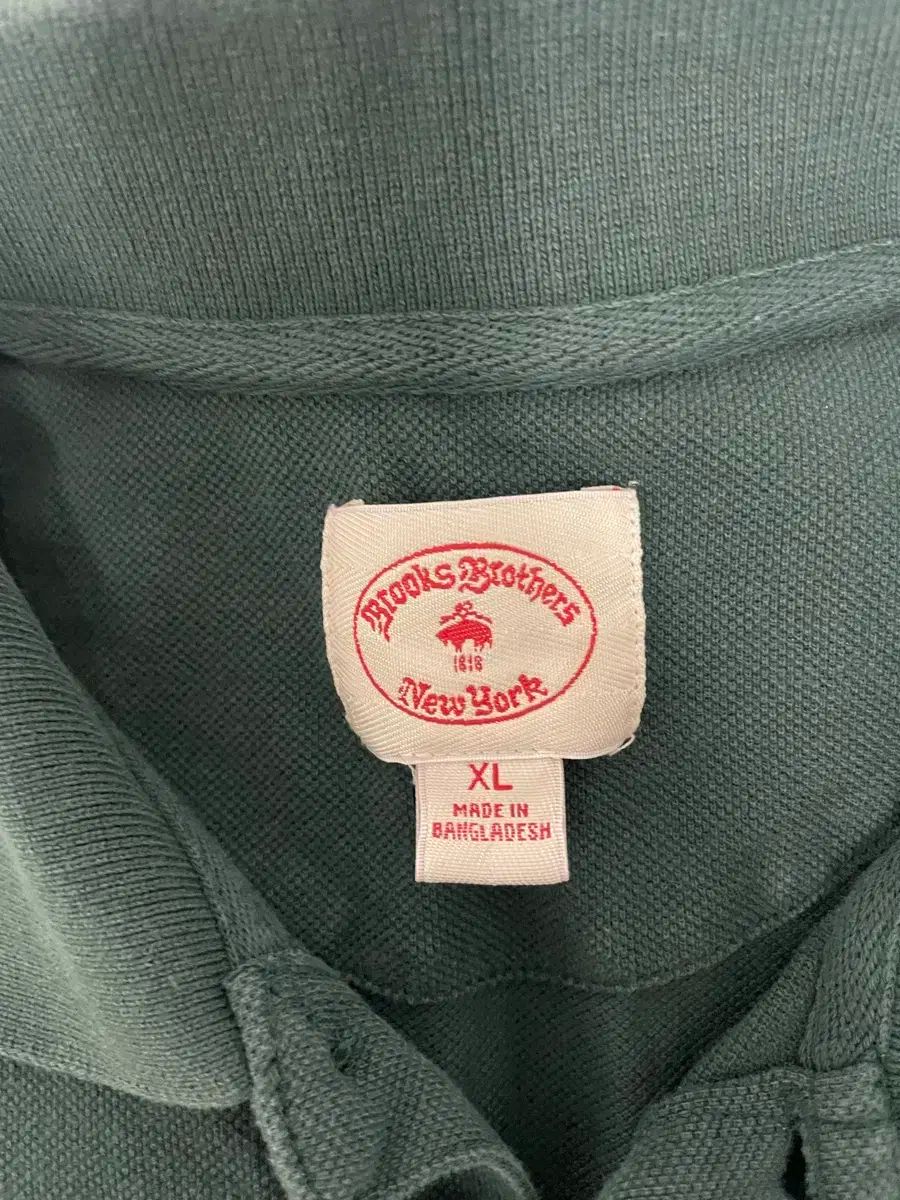 Brooks Brothers
1818
New York
XL
MADE IN
BANGLADESH